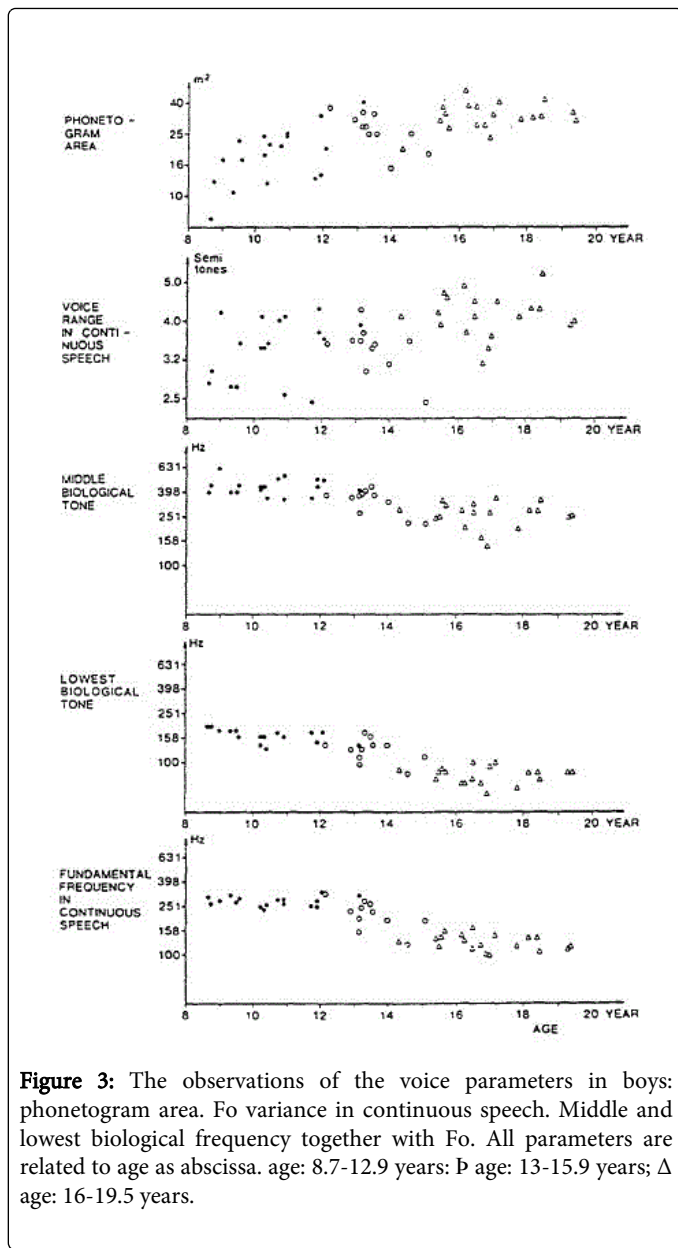 m²
PHONETO -
GRAM
AREA
40
25
16
10
8 10 12 14 16 18 20 YEAR
Semi
tones
VOICE
RANGE
IN CONTI -
NUOUS
SPEECH
5.0
4.0
3.2
2.5
8 10 12 14 16 18 20 YEAR
Hz
MIDDLE
BIOLOGICAL
TONE
631
398
251
158
100
8 10 12 14 16 18 20 YEAR
Hz
LOWEST
BIOLOGICAL
TONE
631
398
251
158
100
8 10 12 14 16 18 20 YEAR
Hz
FUNDAMENTAL
FREQUENCY
IN
CONTINUOUS
SPEECH
631
398
251
158
100
8 10 12 14 16 18 20 YEAR
AGE
Figure 3: The observations of the voice parameters in boys:
phonetogram area. Fo variance in continuous speech. Middle and
lowest biological frequency together with Fo. All parameters are
related to age as abscissa. age: 8.7-12.9 years: Þ age: 13-15.9 years; Δ
age: 16-19.5 years.